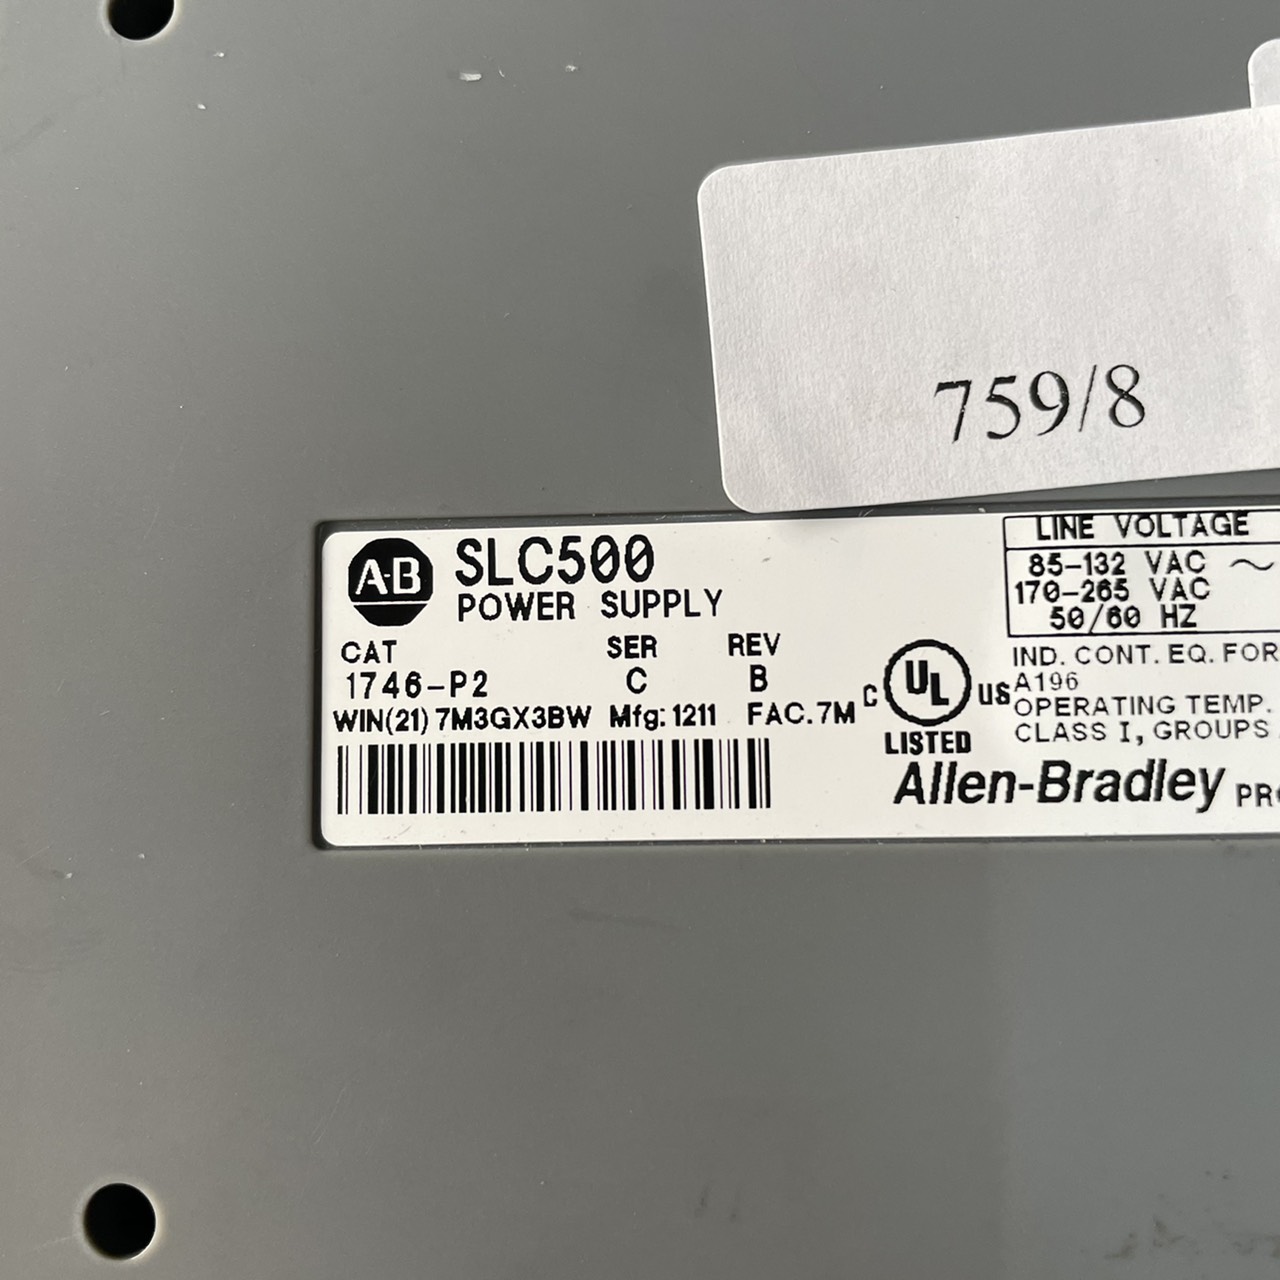 759/8
A-B SLC500
POWER SUPPLY
CAT SER REV
1746-P2 C B
WIN(21) 7M3GX3BW Mfg: 1211 FAC. 7M
C UL US
LISTED
LINE VOLTAGE
85-132 VAC ~
170-265 VAC
50/60 HZ
IND. CONT. EQ. FOR
A196
OPERATING TEMP.
CLASS I, GROUPS
Allen-Bradley